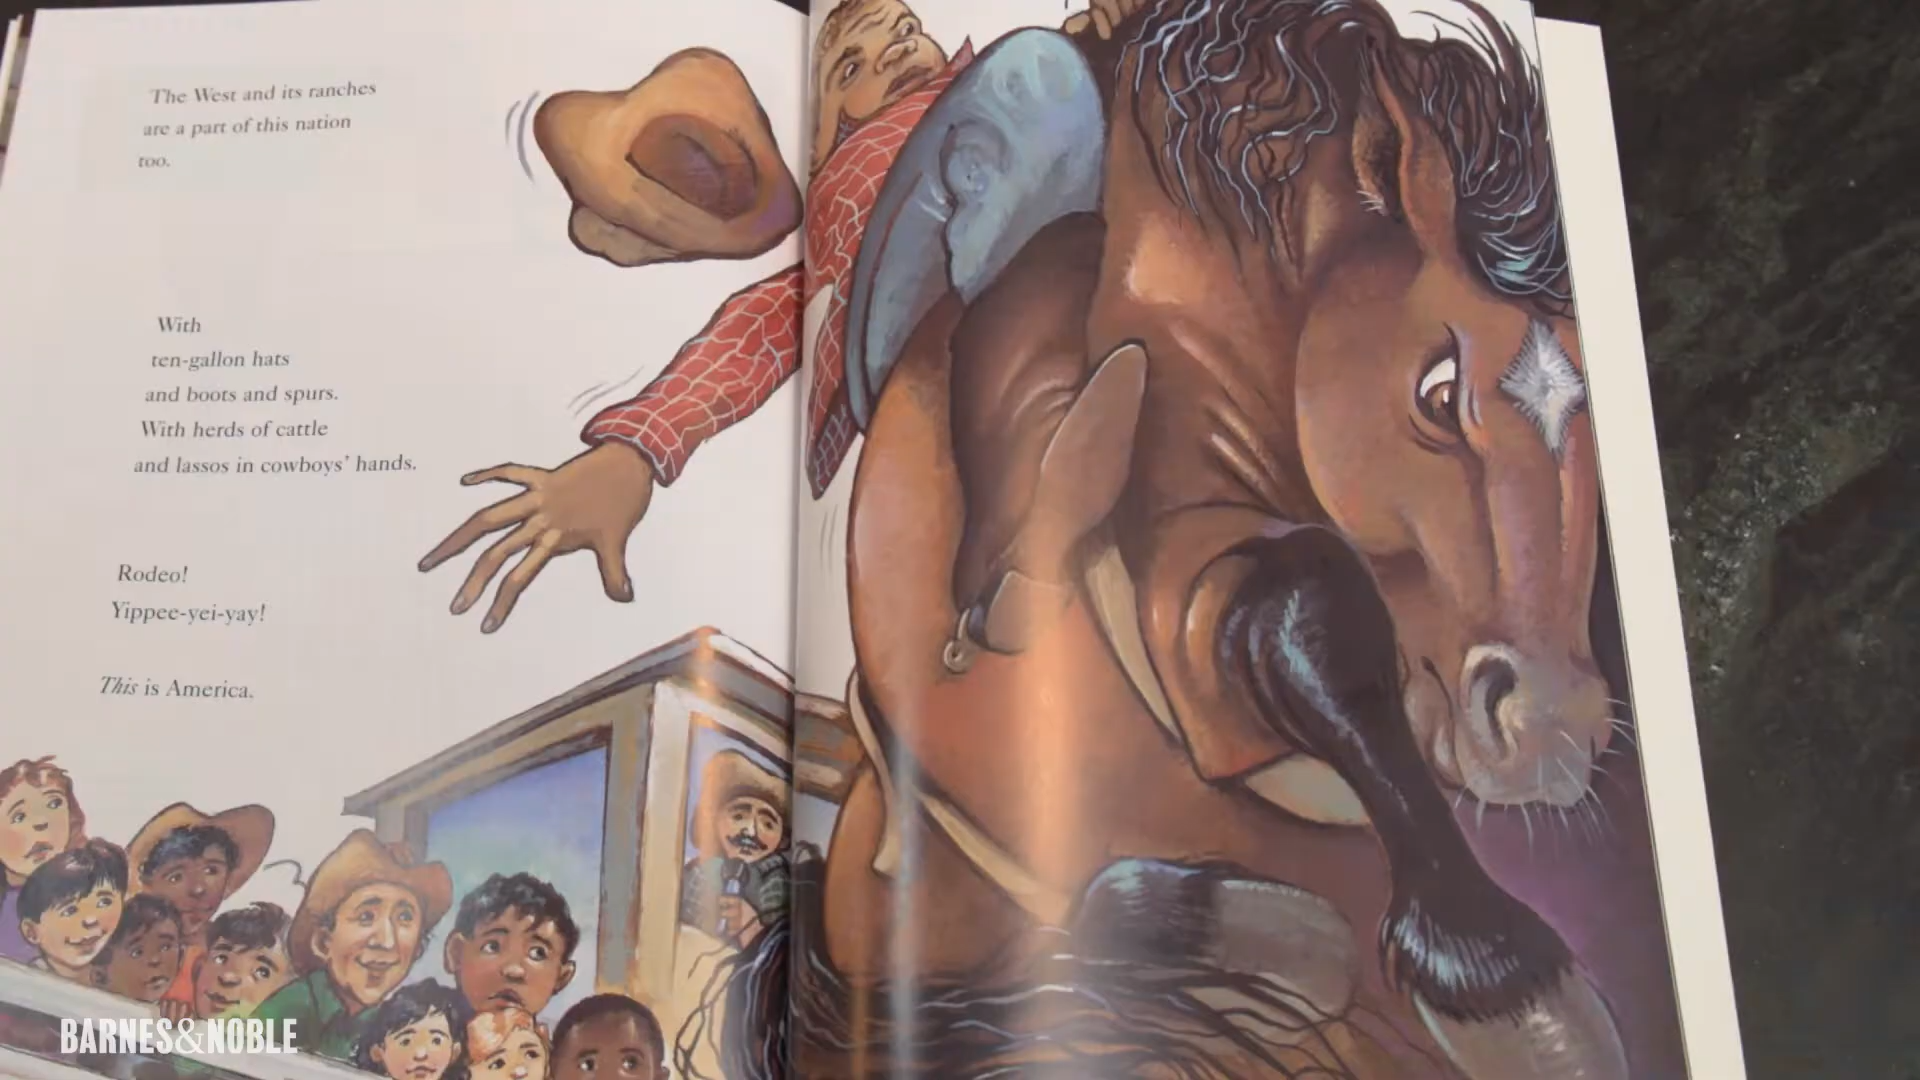 The West and its ranches
are a part of this nation
too.
With
ten-gallon hats
and boots and spurs.
With herds of cattle
and lassos in cowboys' hands.
Rodeo!
Yippee-yei-yay!
This is America.
BARNES&NOBLE